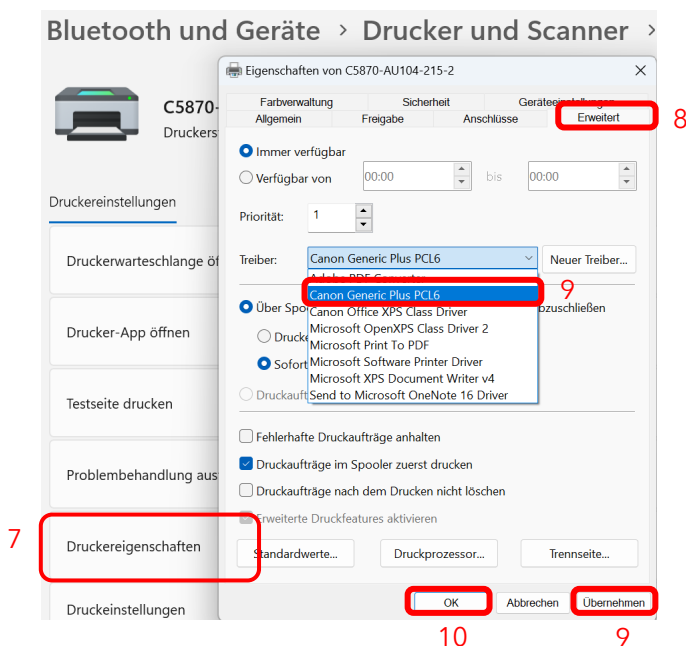 Bluetooth und Geräte > Drucker und Scanner >
Eigenschaften von C5870-AU104-215-2
C5870-
Druckers
Farbverwaltung Sicherheit Geräteeinstellungen
Allgemein Freigabe Anschlüsse Erweitert
8
Immer verfügbar
Verfügbar von 00:00 bis 00:00
Druckereinstellungen
Priorität: 1
Druckerwarteschlange öf
Treiber: Canon Generic Plus PCL6 Neuer Treiber...
Adobe PDF Converter
Canon Generic Plus PCL6
9
Über Spo bzuschließen
Canon Office XPS Class Driver
Drucker-App öffnen
Drucke
Microsoft OpenXPS Class Driver 2
Microsoft Print To PDF
Sofort
Microsoft Software Printer Driver
Microsoft XPS Document Writer v4
Druckauft
Send to Microsoft OneNote 16 Driver
Testseite drucken
Fehlerhafte Druckaufträge anhalten
Druckaufträge im Spooler zuerst drucken
Problembehandlung aus
Druckaufträge nach dem Drucken nicht löschen
Erweiterte Druckfeatures aktivieren
7
Druckereigenschaften
Standardwerte... Druckprozessor... Trennseite...
Druckeinstellungen
OK Abbrechen Übernehmen
10 9